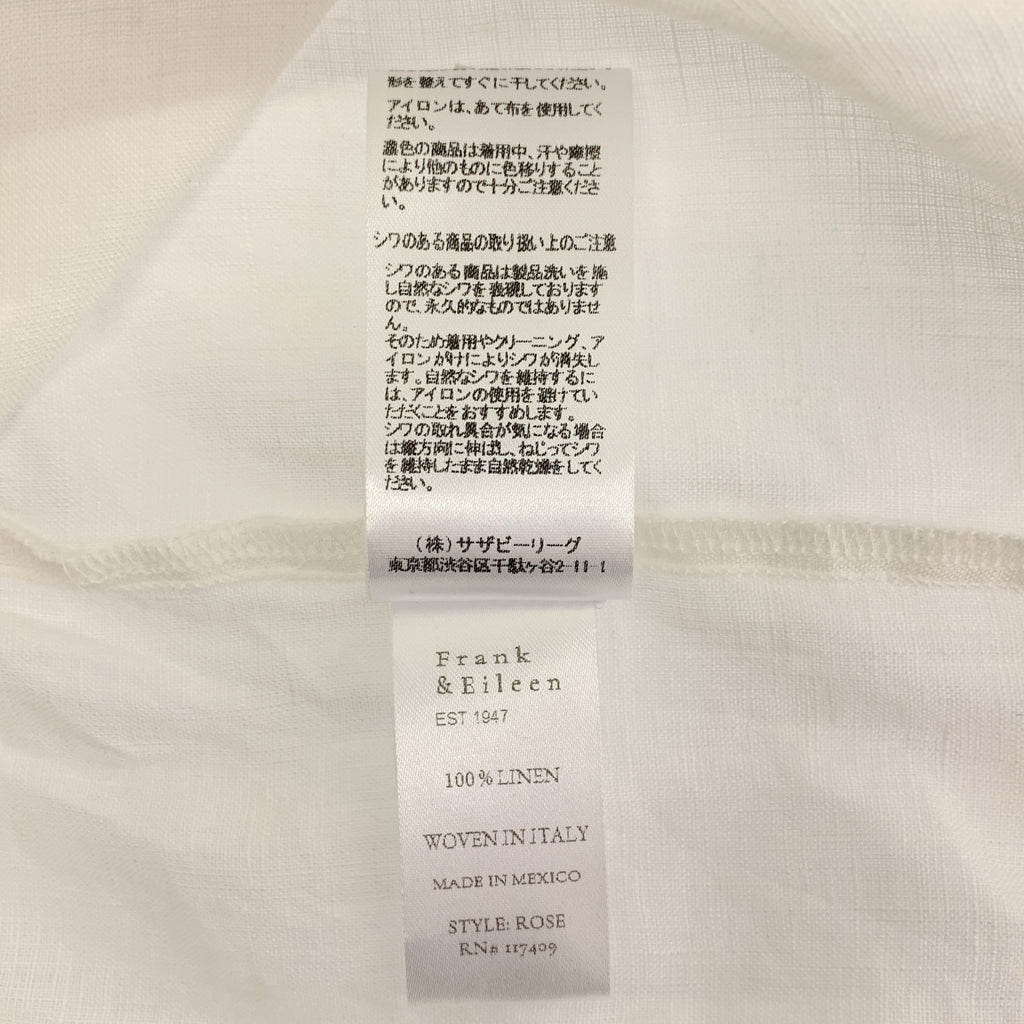 形を整えてすぐに干してください。
アイロンは、あて布を使用してく
ださい。
濃色の商品は着用中、汗や摩擦
により他のものに色移りすること
がありますので十分ご注意くださ
い。
シワのある商品の取り扱い上のご注意
シワのある商品は製品洗いを施
し自然なシワを表現しております
ので、永久的なものではありませ
ん。
そのため着用やクリーニング、ア
イロンがけによりシワが消失し
ます。自然なシワを維持するに
は、アイロンの使用を避けてい
ただくことをおすすめします。
シワの取れ具合が気になる場合
は縦方向に伸ばし、ねじってシワ
を維持したまま自然乾燥をしてく
ださい。
(株)サザビーリーグ
東京都渋谷区千駄ヶ谷2-11-1
Frank
& Eileen
EST 1947
100% LINEN
WOVEN IN ITALY
MADE IN MEXICO
STYLE: ROSE
RN# 117409